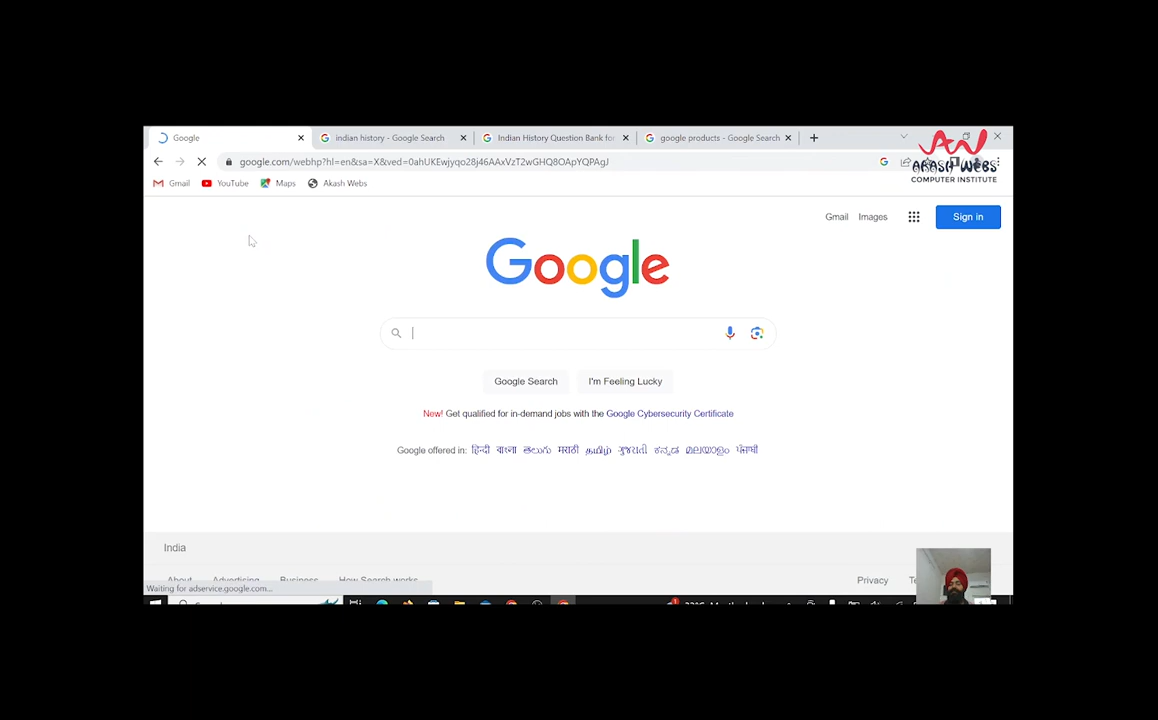 Google
indian history - Google Search
Indian History Question Bank fo
google products - Google Search
google.com/webhp?hl=en&sa=X&ved=0ahUKEwjyqo28j46AAxVzT2wGHQ8OApYQPAgJ
AKASH WEBS
COMPUTER INSTITUTE
Gmail
YouTube
Maps
Akash Webs
Gmail
Images
Sign in
Google
Google Search
I'm Feeling Lucky
New! Get qualified for in-demand jobs with the Google Cybersecurity Certificate
Google offered in: हिन्दी বাংলা తెలుగు मराठी தமிழ் ગુજરાતી ಕನ್ನಡ മലയാളം ਪੰਜਾਬੀ
India
About
Advertising
Business
How Search works
Privacy
Waiting for adservice.google.com...